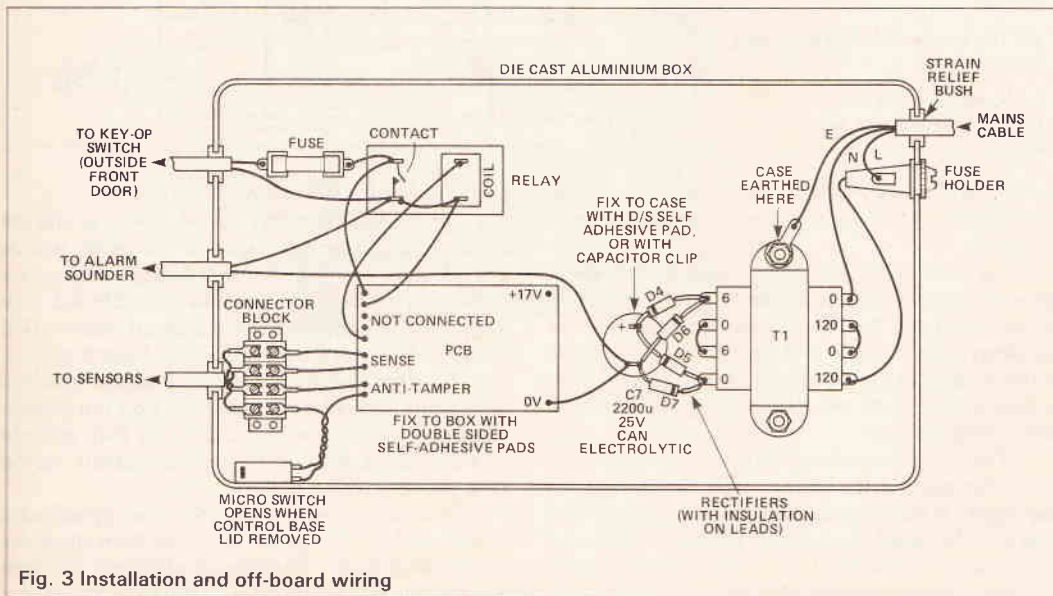 DIE CAST ALUMINIUM BOX
STRAIN
RELIEF
BUSH
MAINS
CABLE
E
N
L
FUSE
HOLDER
CASE
EARTHED
HERE
TO KEY-OP
SWITCH
(OUTSIDE
FRONT
DOOR)
FUSE
CONTACT
COIL
RELAY
FIX TO CASE
WITH D/S SELF
ADHESIVE PAD,
OR WITH
CAPACITOR CLIP
TO ALARM
SOUNDER
CONNECTOR
BLOCK
TO SENSORS
+17V
NOT CONNECTED
PCB
SENSE
ANTI-TAMPER
0V
FIX TO BOX WITH
DOUBLE SIDED
SELF-ADHESIVE PADS
+
D4
D6
D5
D7
C7
2200u
25V
CAN
ELECTROLYTIC
6
0
6
0
T1
0
120
0
120
MICRO SWITCH
OPENS WHEN
CONTROL BASE
LID REMOVED
RECTIFIERS
(WITH INSULATION
ON LEADS)
Fig. 3 Installation and off-board wiring